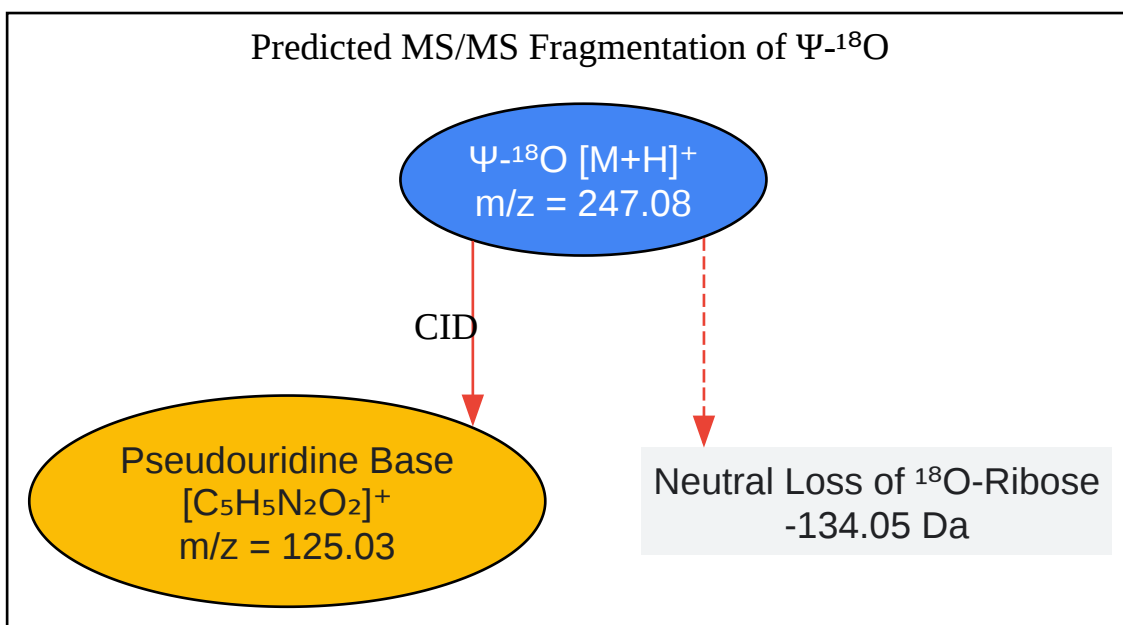 Predicted MS/MS Fragmentation of Ψ-¹⁸O
Ψ-¹⁸O [M+H]⁺
m/z = 247.08
CID
Pseudouridine Base
[C₅H₅N₂O₂]⁺
m/z = 125.03
Neutral Loss of ¹⁸O-Ribose
-134.05 Da